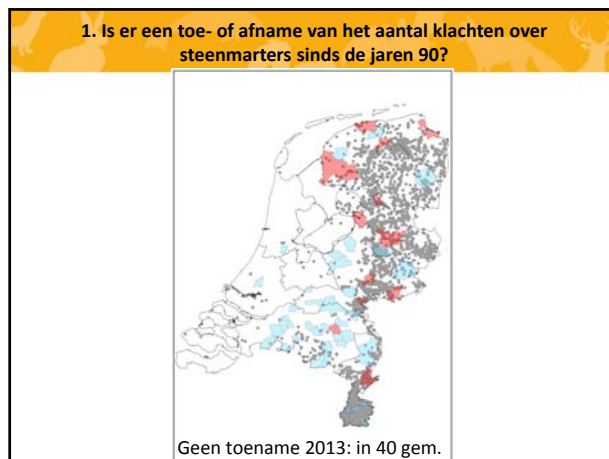 1. Is er een toe- of afname van het aantal klachten over
steenmarters sinds de jaren 90?
Geen toename 2013: in 40 gem.